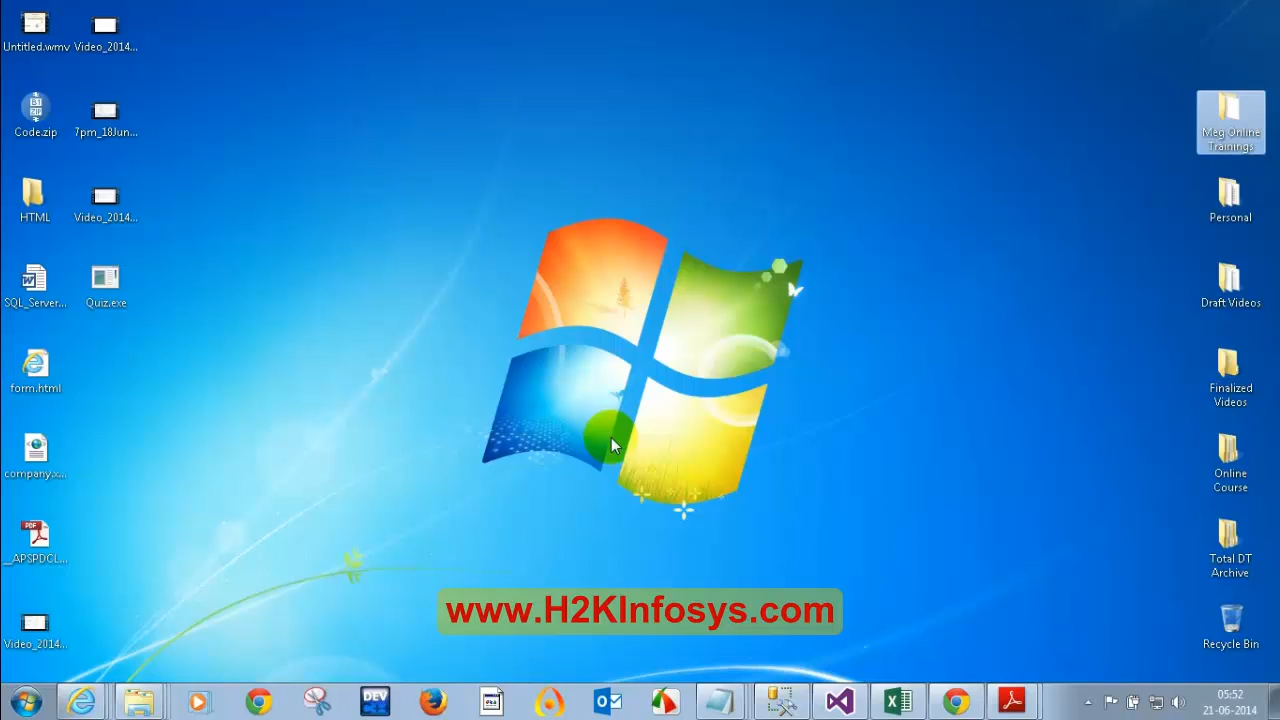 Untitled.wmv
Video_2014...
Code.zip
7pm_18Jun...
HTML
Video_2014...
SQL_Server...
Quiz.exe
form.html
company.x...
PDF
__APSPDCL...
Video_2014...
Meg Online
Trainings
Personal
Draft Videos
Finalized
Videos
Online
Course
Total DT
Archive
Recycle Bin
www.H2KInfosys.com
DEV
05:52
21-06-2014